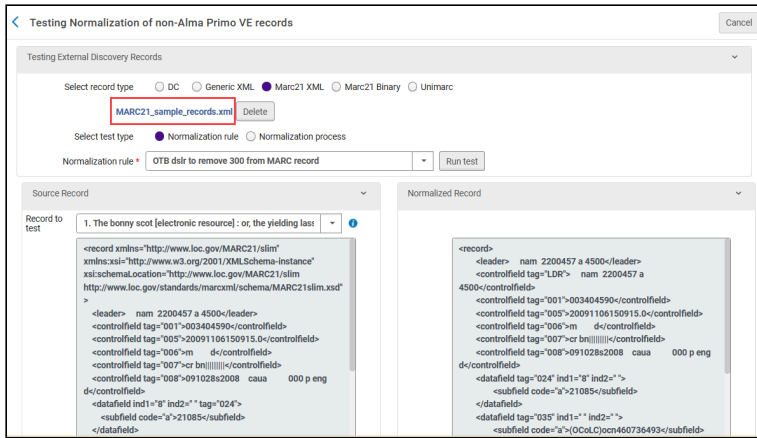 Testing Normalization of non-Alma Primo VE records
Cancel
Testing External Discovery Records
Select record type DC Generic XML Marc21 XML Marc21 Binary Unimarc
MARC21_sample_records.xml Delete
Select test type Normalization rule Normalization process
Normalization rule * OTB dslr to remove 300 from MARC record Run test
Source Record
Record to
test
1. The bonny scot [electronic resource] : or, the yielding lass
<record xmlns="http://www.loc.gov/MARC21/slim"
xmlns:xsi="http://www.w3.org/2001/XMLSchema-instance"
xsi:schemaLocation="http://www.loc.gov/MARC21/slim
http://www.loc.gov/standards/marcxml/schema/MARC21slim.xsd"
>
<leader> nam 2200457 a 4500</leader>
<controlfield tag="001">003404590</controlfield>
<controlfield tag="005">20091106150915.0</controlfield>
<controlfield tag="006">m d</controlfield>
<controlfield tag="007">cr bn|||||||||</controlfield>
<controlfield tag="008">091028s2008 caua 000 p eng
d</controlfield>
<datafield ind1="8" ind2=" " tag="024">
<subfield code="a">21085</subfield>
</datafield>
Normalized Record
<record>
<leader> nam 2200457 a 4500</leader>
<controlfield tag="LDR"> nam 2200457 a
4500</controlfield>
<controlfield tag="001">003404590</controlfield>
<controlfield tag="005">20091106150915.0</controlfield>
<controlfield tag="006">m d</controlfield>
<controlfield tag="007">cr bn|||||||||</controlfield>
<controlfield tag="008">091028s2008 caua 000 p eng
d</controlfield>
<datafield tag="024" ind1="8" ind2=" ">
<subfield code="a">21085</subfield>
</datafield>
<datafield tag="035" ind1=" " ind2=" ">
<subfield code="a">(OCoLC)ocn460736493</subfield>